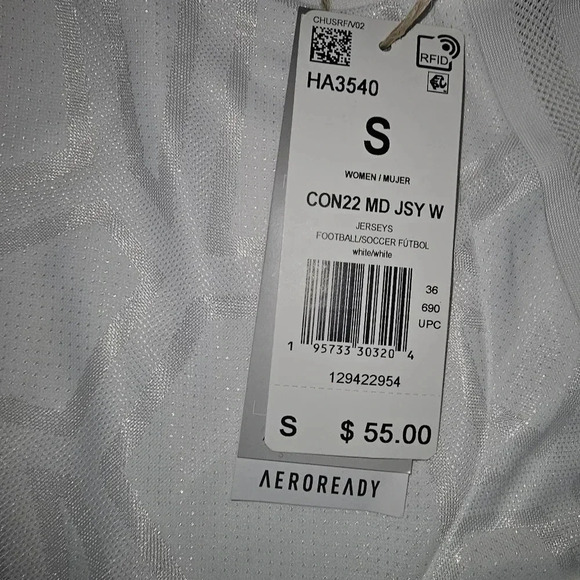 CHUSRF/V02
RFID
HA3540
S
WOMEN / MUJER
CON22 MD JSY W
JERSEYS
FOOTBALL/SOCCER FÚTBOL
white/white
36
690
UPC
1 95733 30320 4
129422954
S $ 55.00
AEROREADY